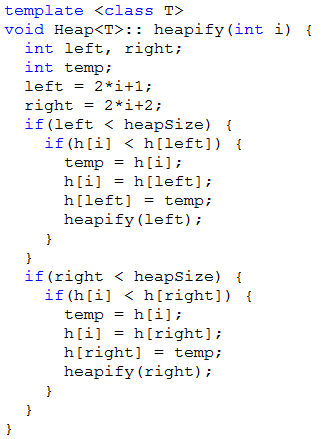 template <class T>
void Heap<T>:: heapify(int i) {
  int left, right;
  int temp;
  left = 2*i+1;
  right = 2*i+2;
  if(left < heapSize) {
    if(h[i] < h[left]) {
      temp = h[i];
      h[i] = h[left];
      h[left] = temp;
      heapify(left);
    }
  }
  if(right < heapSize) {
    if(h[i] < h[right]) {
      temp = h[i];
      h[i] = h[right];
      h[right] = temp;
      heapify(right);
    }
  }
}